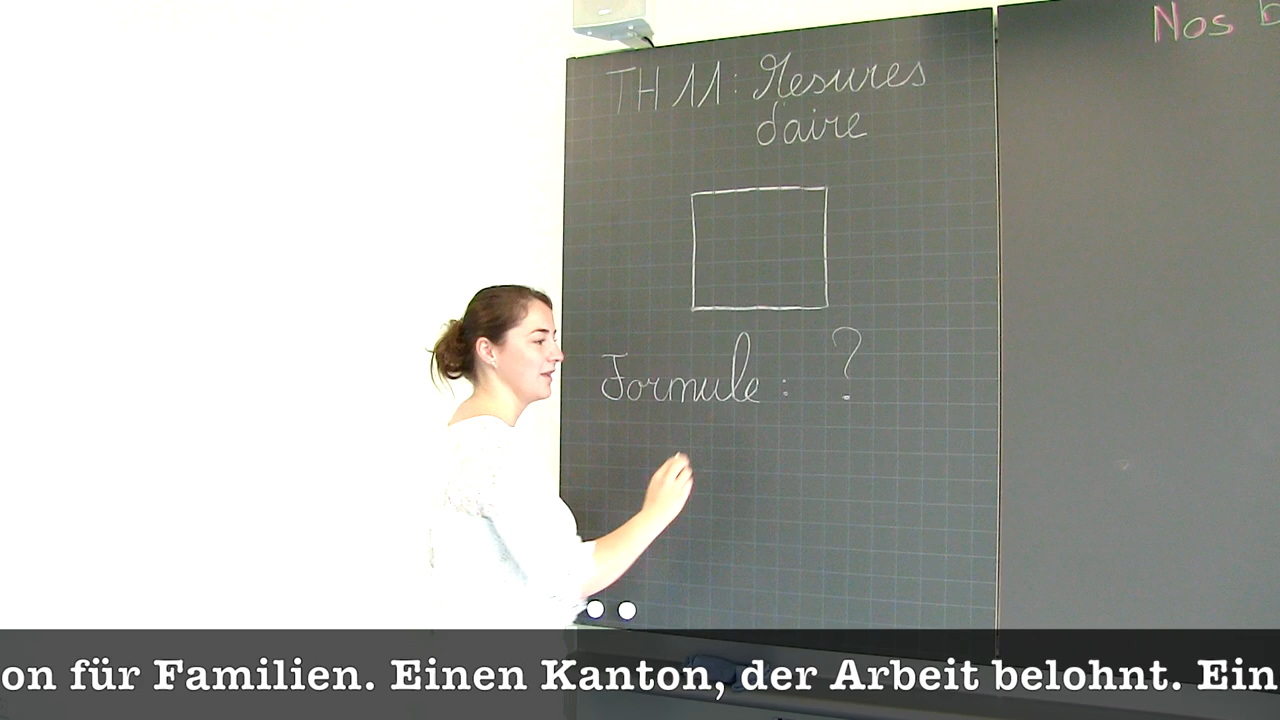 TH 11: Mesures
d'aire
Formule : ?
Nos
on für Familien. Einen Kanton, der Arbeit belohnt. Ein